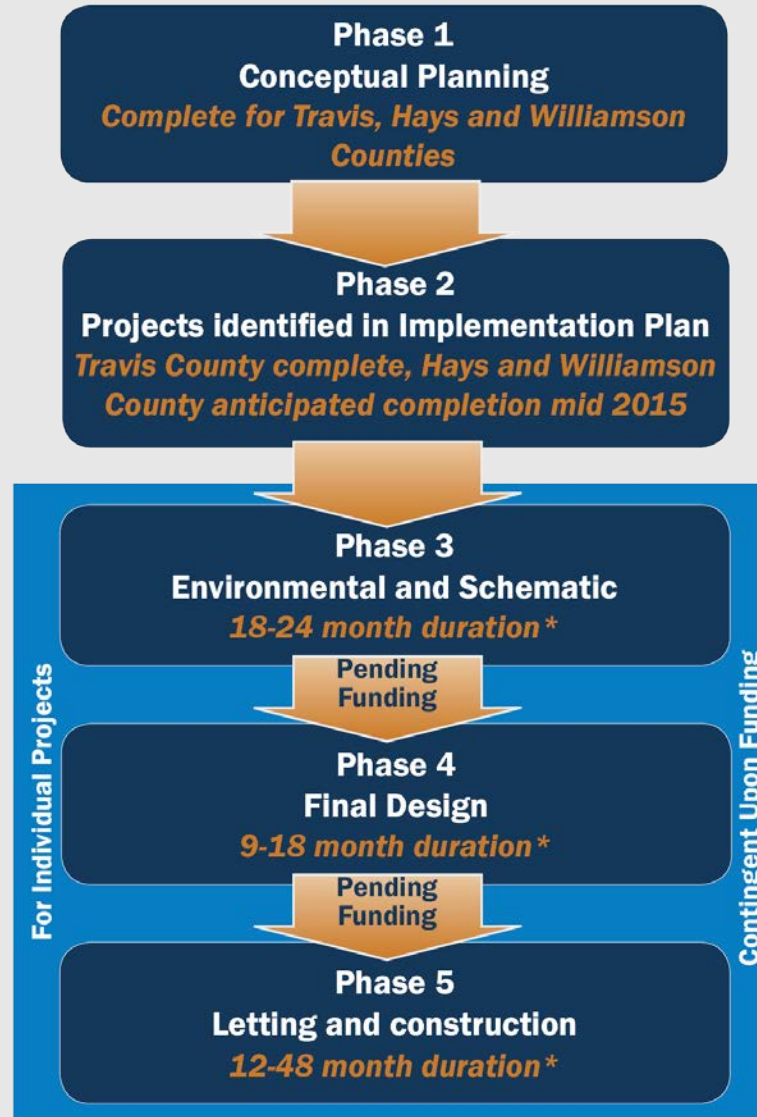 Phase 1
Conceptual Planning
Complete for Travis, Hays and Williamson
Counties
Phase 2
Projects identified in Implementation Plan
Travis County complete, Hays and Williamson
County anticipated completion mid 2015
For Individual Projects
Contingent Upon Funding
Phase 3
Environmental and Schematic
18-24 month duration*
Pending
Funding
Phase 4
Final Design
9-18 month duration*
Pending
Funding
Phase 5
Letting and construction
12-48 month duration*